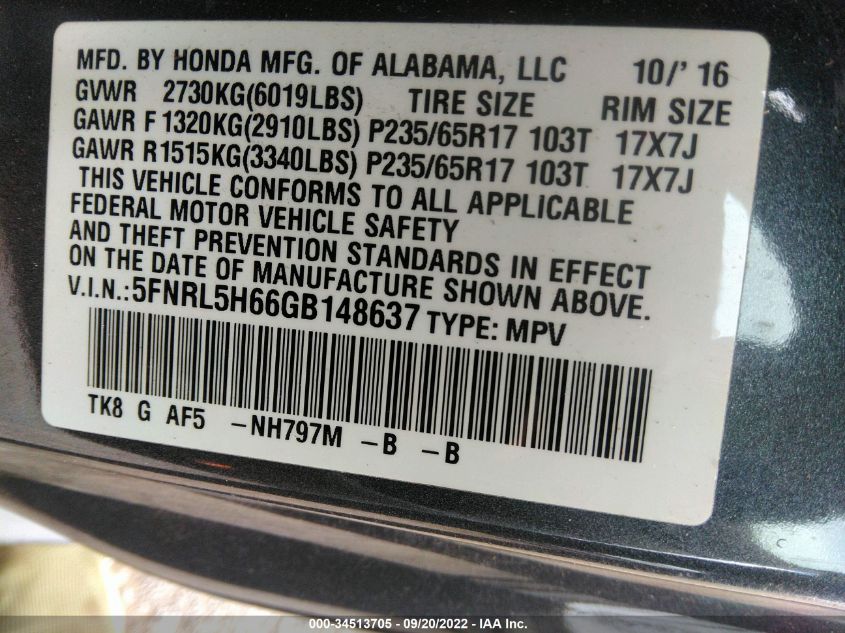 MFD. BY HONDA MFG. OF ALABAMA, LLC 10/' 16
GVWR 2730KG(6019LBS) TIRE SIZE RIM SIZE
GAWR F 1320KG(2910LBS) P235/65R17 103T 17X7J
GAWR R1515KG(3340LBS) P235/65R17 103T 17X7J
THIS VEHICLE CONFORMS TO ALL APPLICABLE
FEDERAL MOTOR VEHICLE SAFETY
AND THEFT PREVENTION STANDARDS IN EFFECT
ON THE DATE OF MANUFACTURE SHOWN ABOVE.
V.I.N.:5FNRL5H66GB148637 TYPE: MPV
TK8 G AF5 -NH797M -B -B
000-34513705 - 09/20/2022 - IAA Inc.